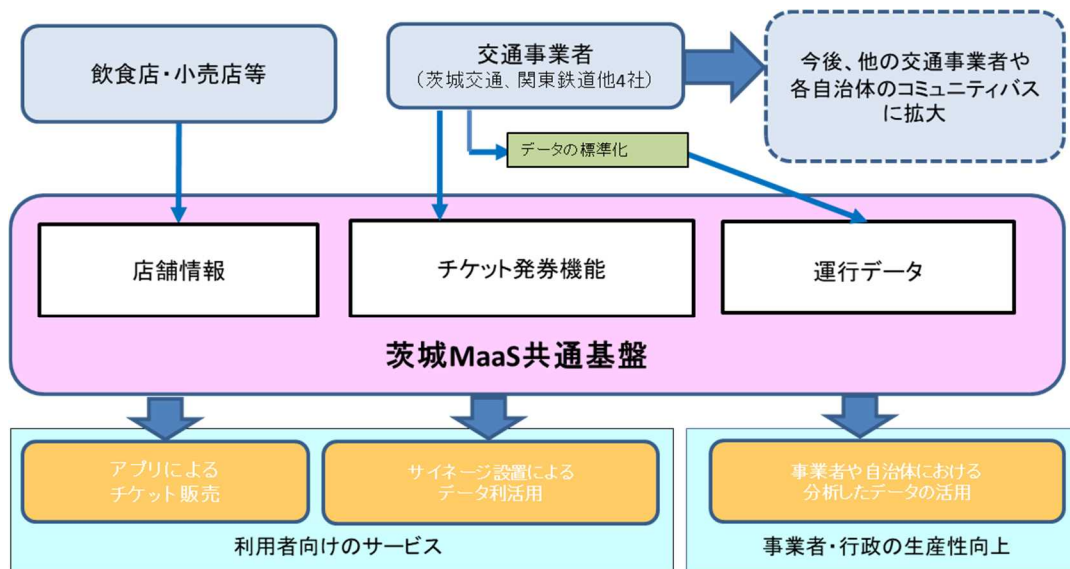 飲食店・小売店等
交通事業者
（茨城交通、関東鉄道他4社）
今後、他の交通事業者や
各自治体のコミュニティバス
に拡大
データの標準化
店舗情報
チケット発券機能
運行データ
茨城MaaS共通基盤
アプリによる
チケット販売
サイネージ設置による
データ利活用
事業者や自治体における
分析したデータの活用
利用者向けのサービス
事業者・行政の生産性向上